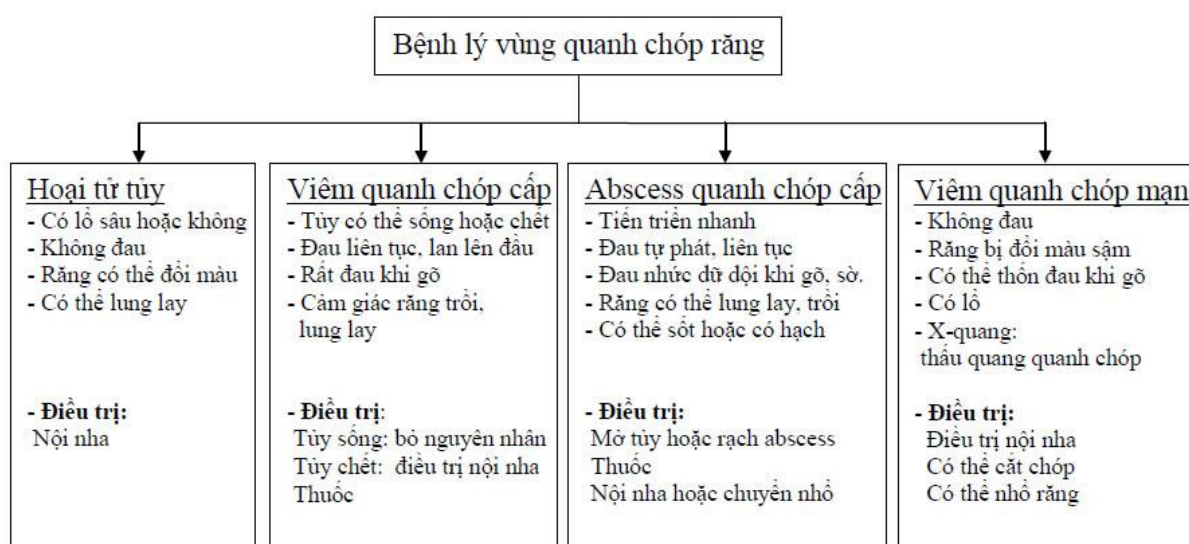 Bệnh lý vùng quanh chóp răng
Hoại tử tủy
- Có lổ sâu hoặc không
- Không đau
- Răng có thể đổi màu
- Có thể lung lay
- Điều trị:
Nội nha
Viêm quanh chóp cấp
- Tủy có thể sống hoặc chết
- Đau liên tục, lan lên đầu
- Rất đau khi gõ
- Cảm giác răng trồi,
lung lay
- Điều trị:
Tủy sống: bỏ nguyên nhân
Tủy chết: điều trị nội nha
Thuốc
Abscess quanh chóp cấp
- Tiến triển nhanh
- Đau tự phát, liên tục
- Đau nhức dữ dội khi gõ, sờ.
- Răng có thể lung lay, trồi
- Có thể sốt hoặc có hạch
- Điều trị:
Mở tủy hoặc rạch abscess
Thuốc
Nội nha hoặc chuyển nhổ
Viêm quanh chóp mạn
- Không đau
- Răng bị đổi màu sậm
- Có thể thốn đau khi gõ
- Có lổ
- X-quang:
thấu quang quanh chóp
- Điều trị:
Điều trị nội nha
Có thể cắt chóp
Có thể nhổ răng